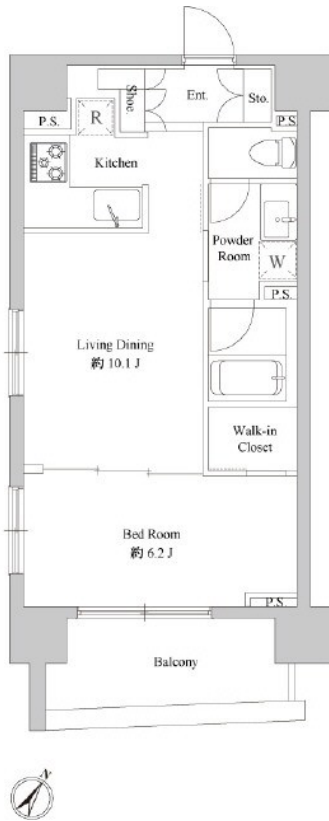 Ent.
Sto.
Shoe.
P.S.
R
P.S.
Kitchen
Powder
Room
W
P.S.
Living Dining
約 10.1 J
Walk-in
Closet
Bed Room
約 6.2 J
P.S.
Balcony
N